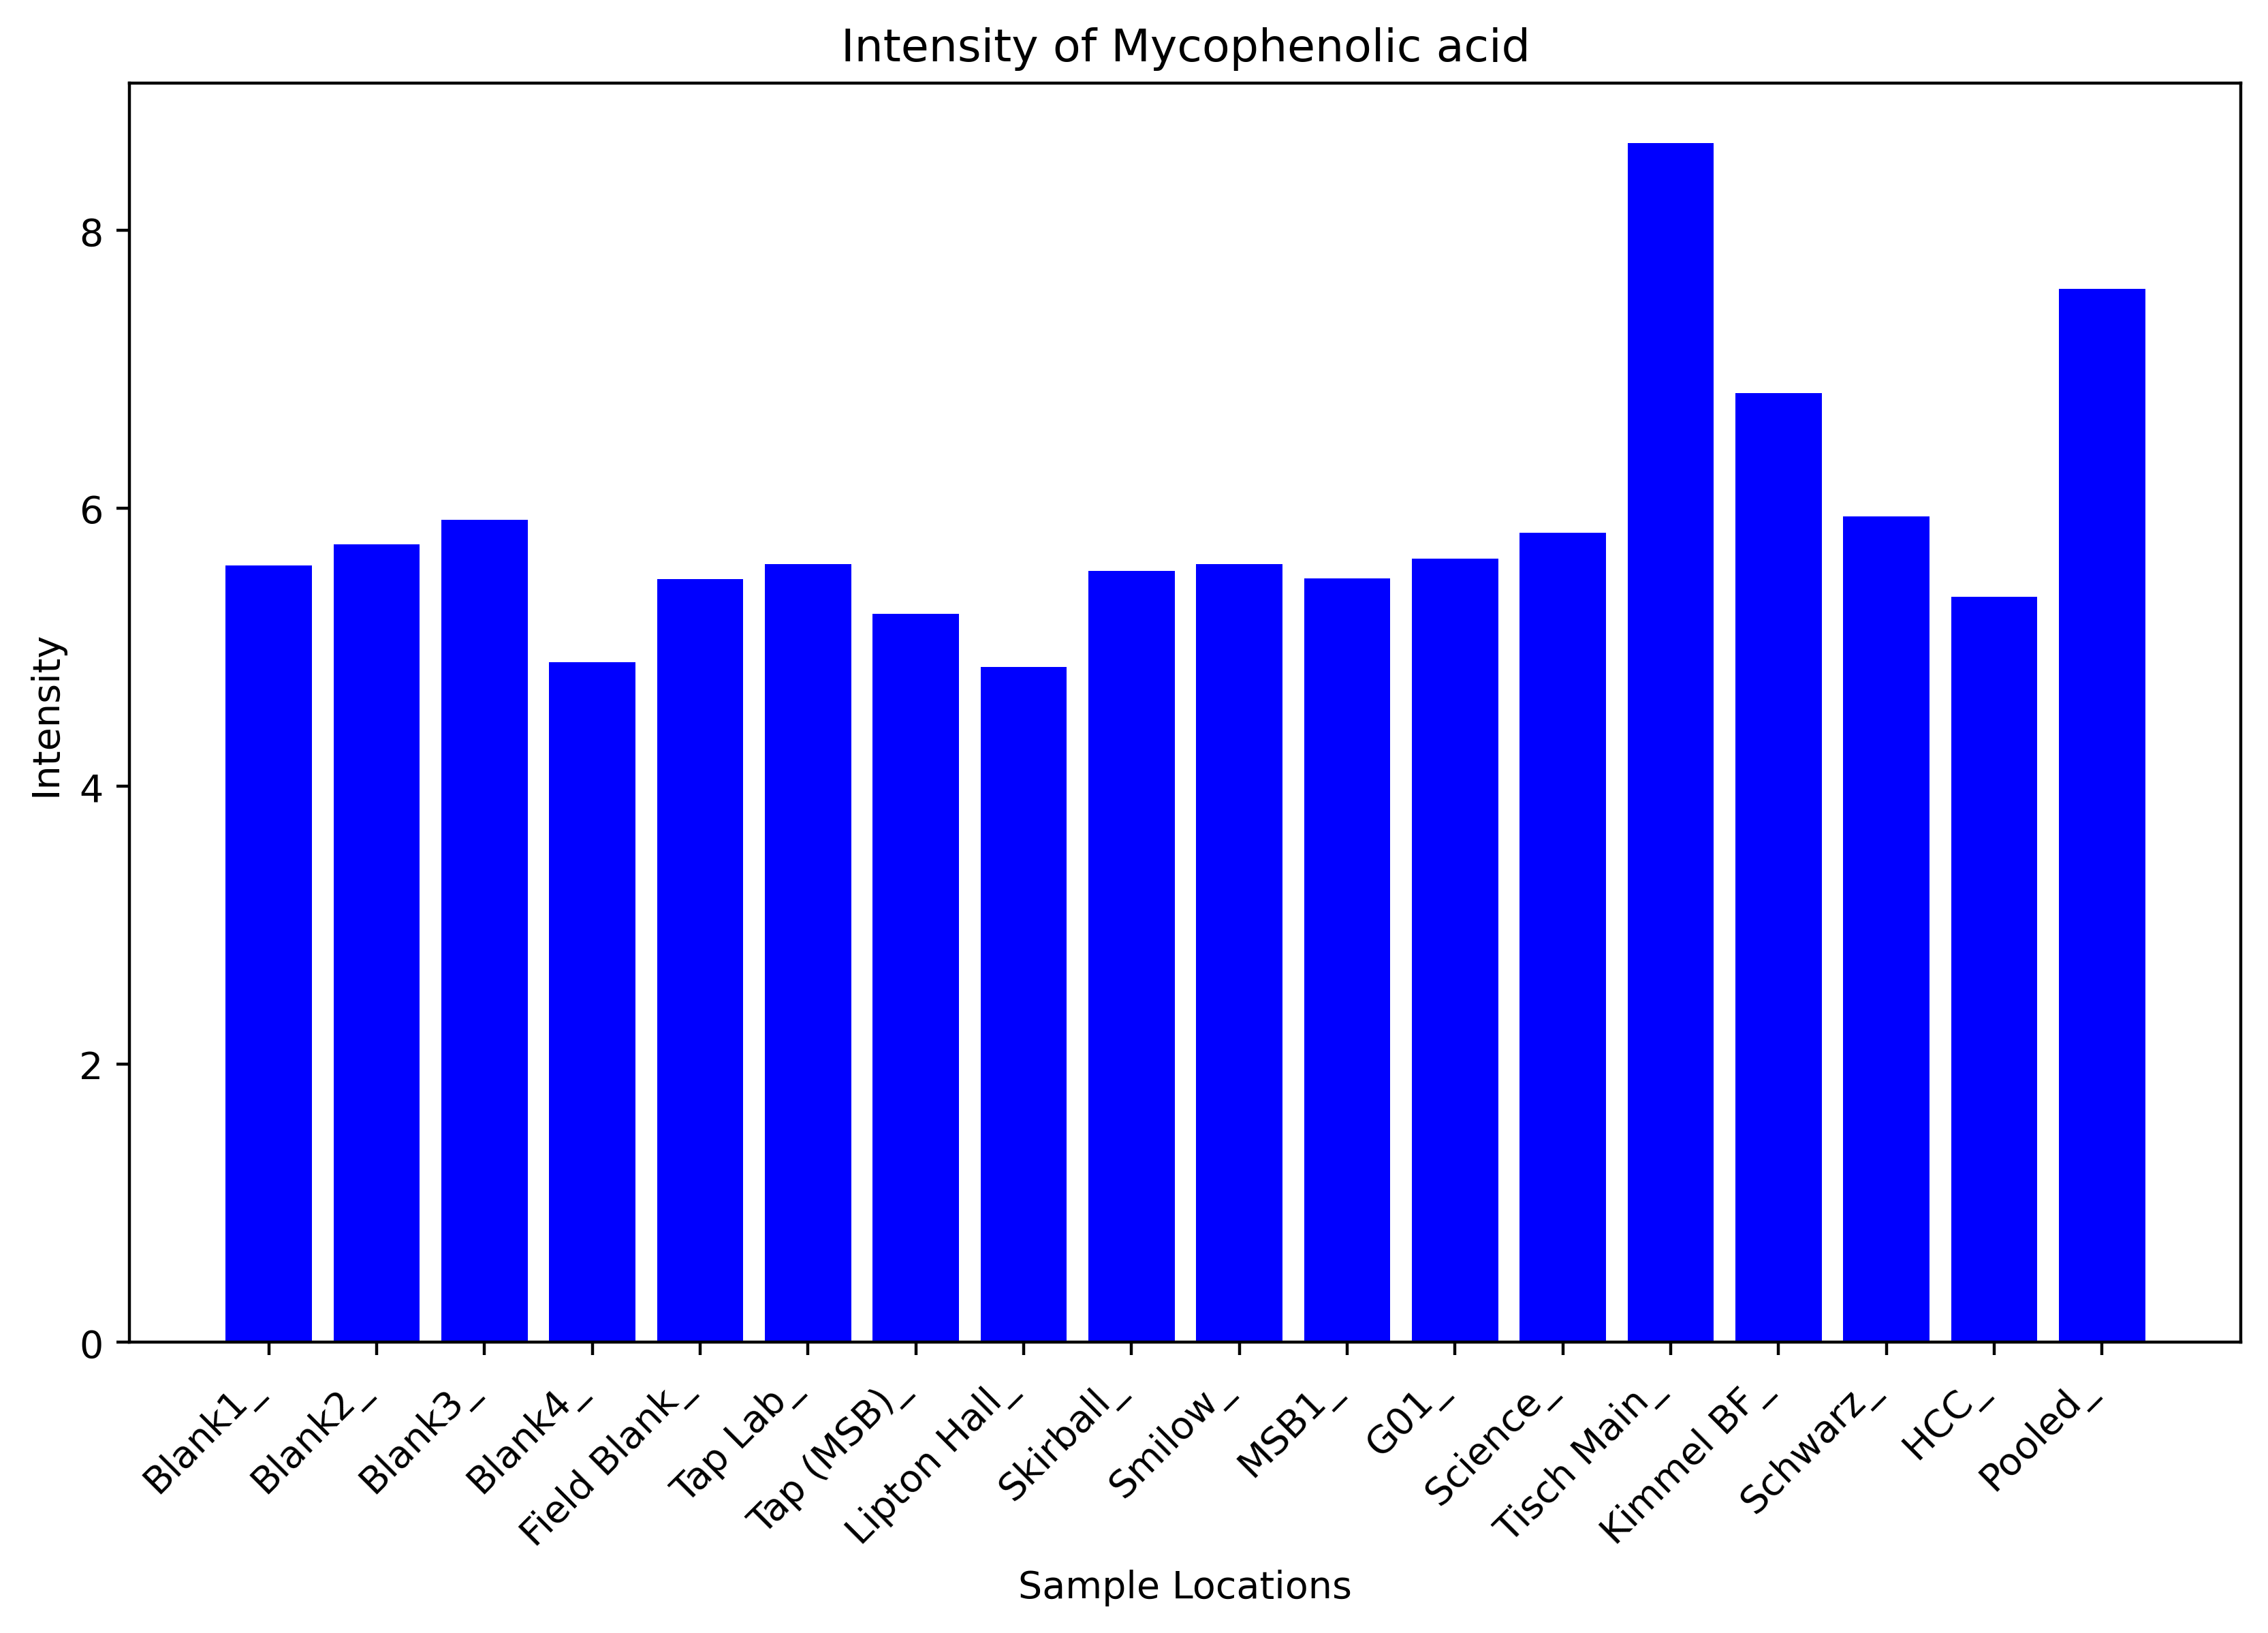 Intensity of Mycophenolic acid
Intensity
8
6
4
2
0
Blank1_
Blank2_
Blank3_
Blank4_
Field Blank_
Tap Lab_
Tap (MSB)_
Lipton Hall_
Skirball_
Smilow_
MSB1_
G01_
Science_
Tisch Main_
Kimmel BF_
Schwarz_
HCC_
Pooled_
Sample Locations